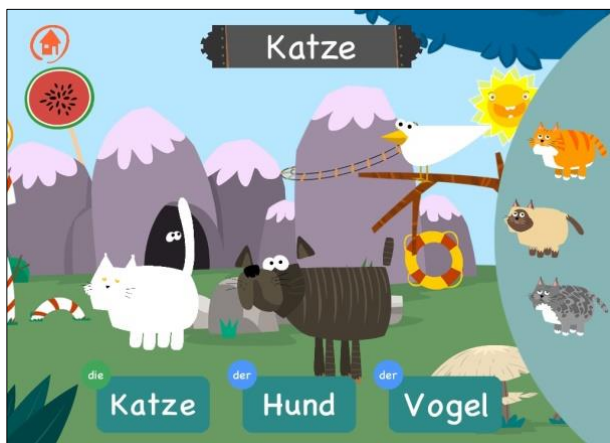 Katze
die
Katze
der
Hund
der
Vogel